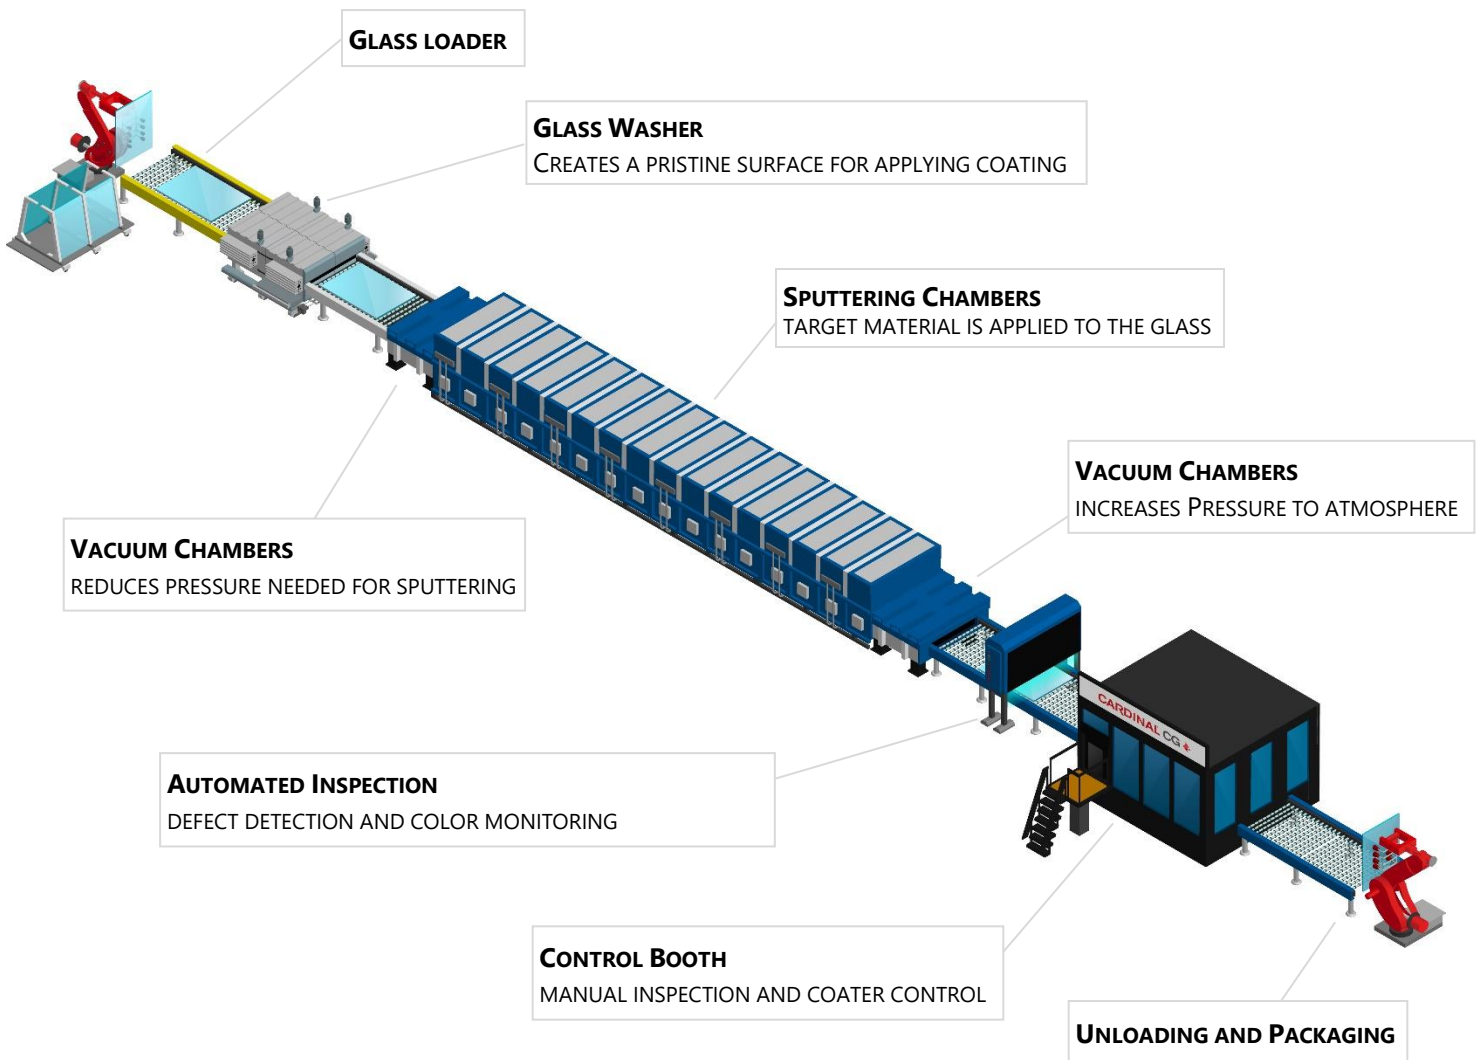 GLASS LOADER
GLASS WASHER
CREATES A PRISTINE SURFACE FOR APPLYING COATING
SPUTTERING CHAMBERS
TARGET MATERIAL IS APPLIED TO THE GLASS
VACUUM CHAMBERS
INCREASES PRESSURE TO ATMOSPHERE
VACUUM CHAMBERS
REDUCES PRESSURE NEEDED FOR SPUTTERING
CARDINAL CG
AUTOMATED INSPECTION
DEFECT DETECTION AND COLOR MONITORING
CONTROL BOOTH
MANUAL INSPECTION AND COATER CONTROL
UNLOADING AND PACKAGING